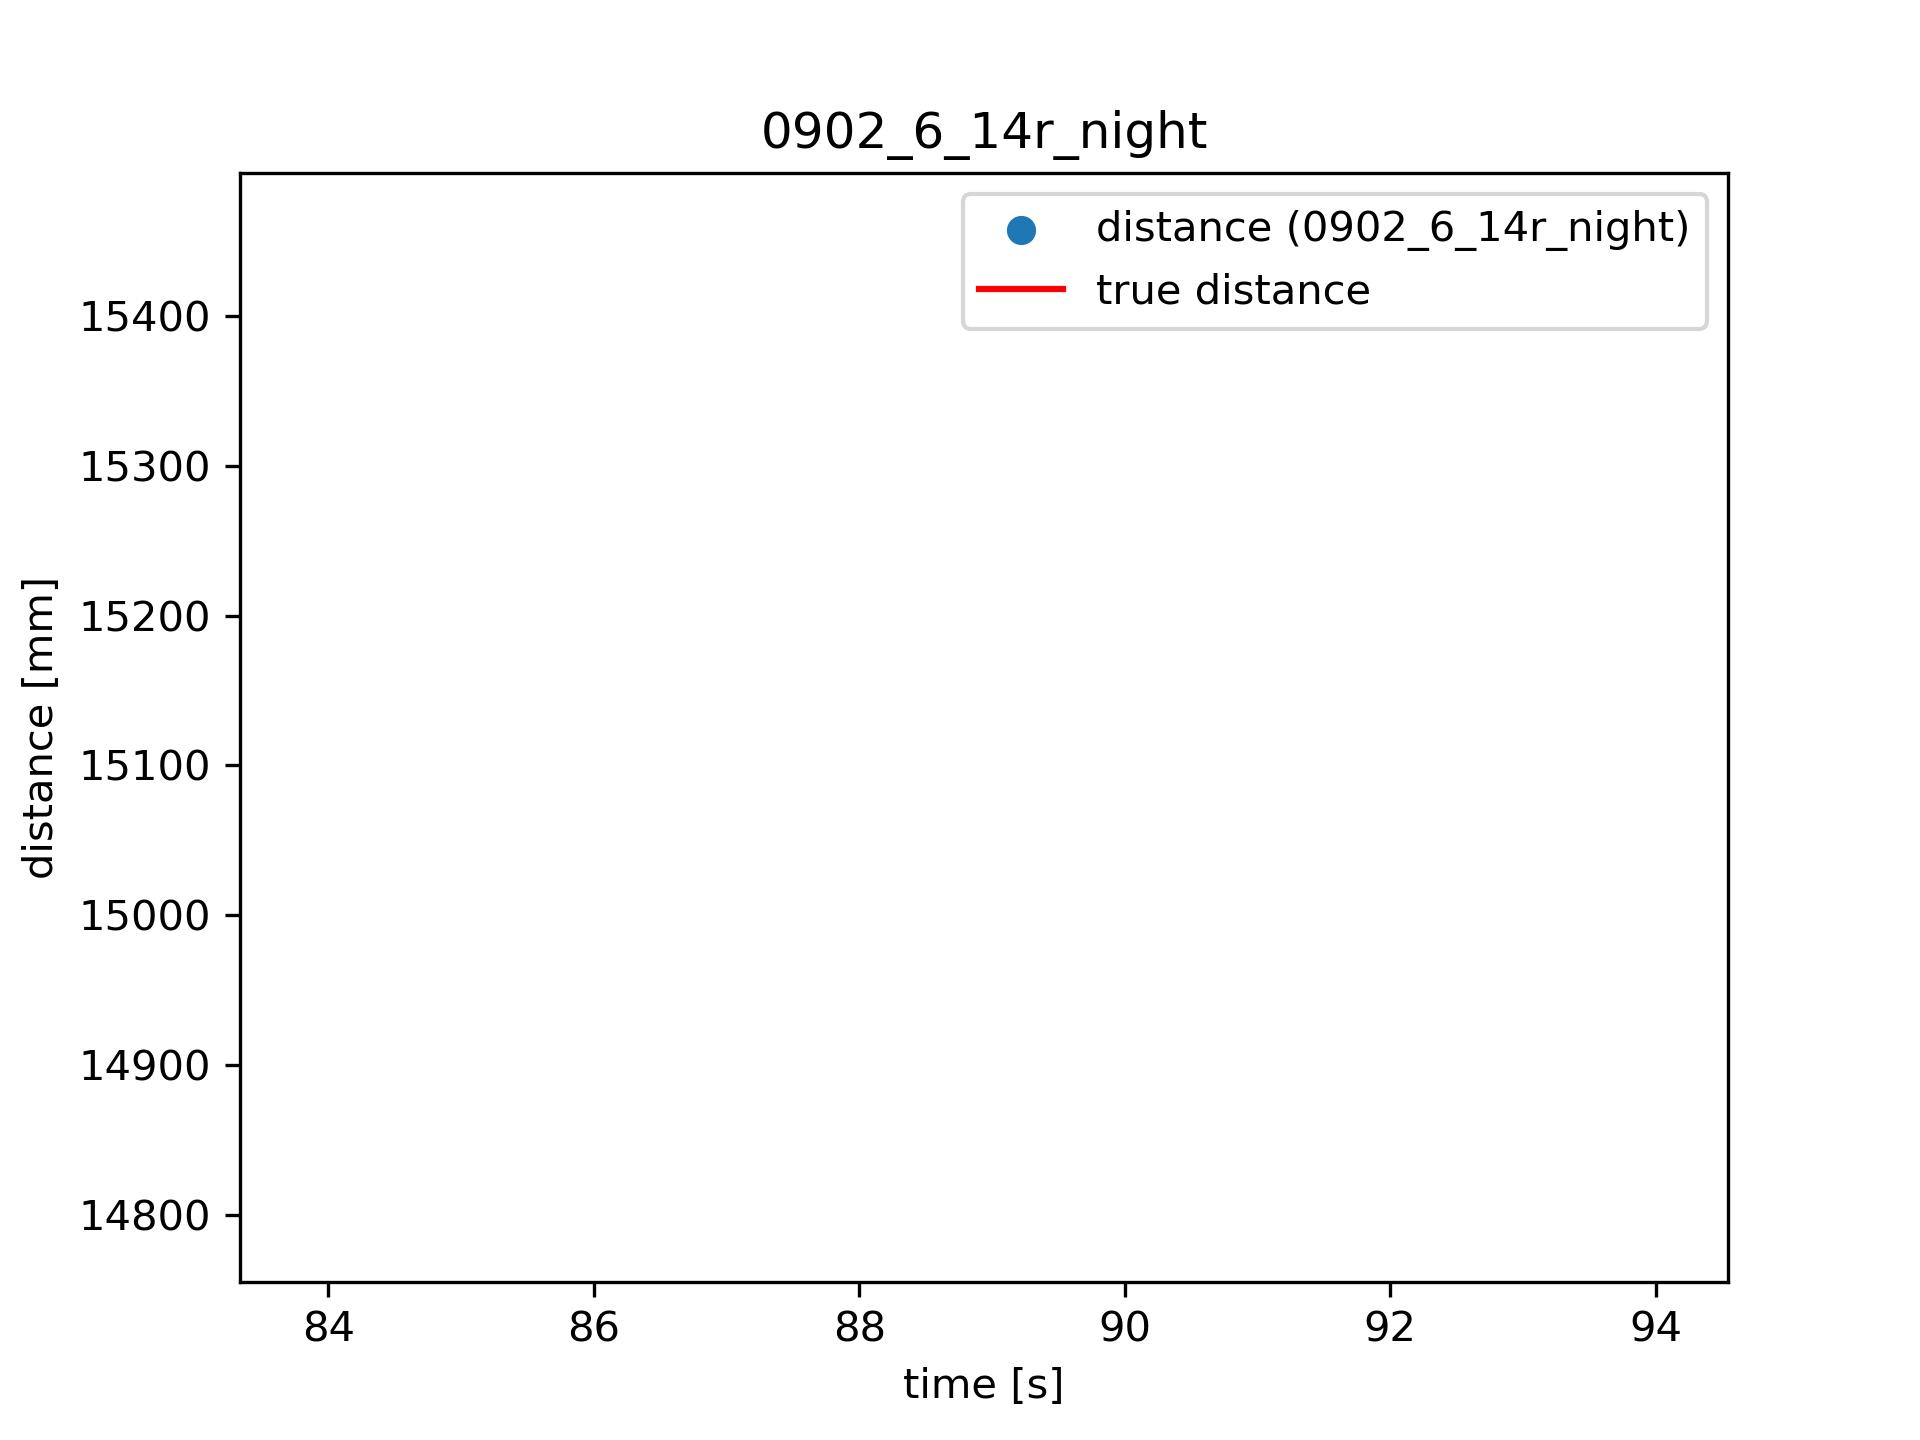 0902_6_14r_night
distance (0902_6_14r_night)
true distance
distance [mm]
15400
15300
15200
15100
15000
14900
14800
84 86 88 90 92 94
time [s]